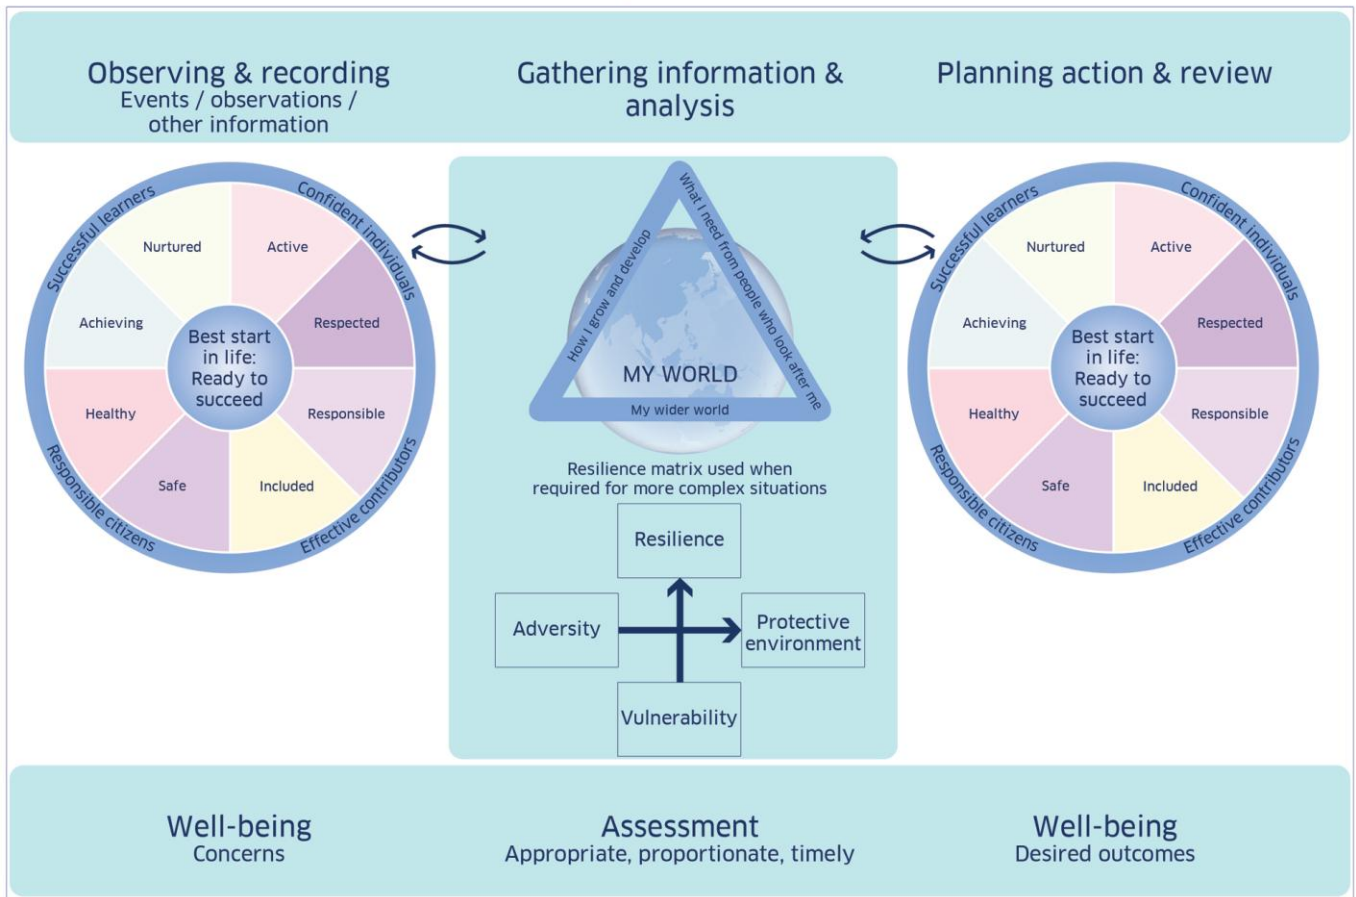 Observing & recording
Events / observations /
other information
Gathering information &
analysis
Planning action & review
Successful learners
Confident individuals
Nurtured
Active
Achieving
Respected
Best start
in life:
Ready to
succeed
Healthy
Responsible
Safe
Included
Responsible citizens
Effective contributors
How I grow and develop
What I need from people who look after me
MY WORLD
My wider world
Resilience matrix used when
required for more complex situations
Resilience
Adversity
Protective
environment
Vulnerability
Successful learners
Confident individuals
Nurtured
Active
Achieving
Respected
Best start
in life:
Ready to
succeed
Healthy
Responsible
Safe
Included
Responsible citizens
Effective contributors
Well-being
Concerns
Assessment
Appropriate, proportionate, timely
Well-being
Desired outcomes